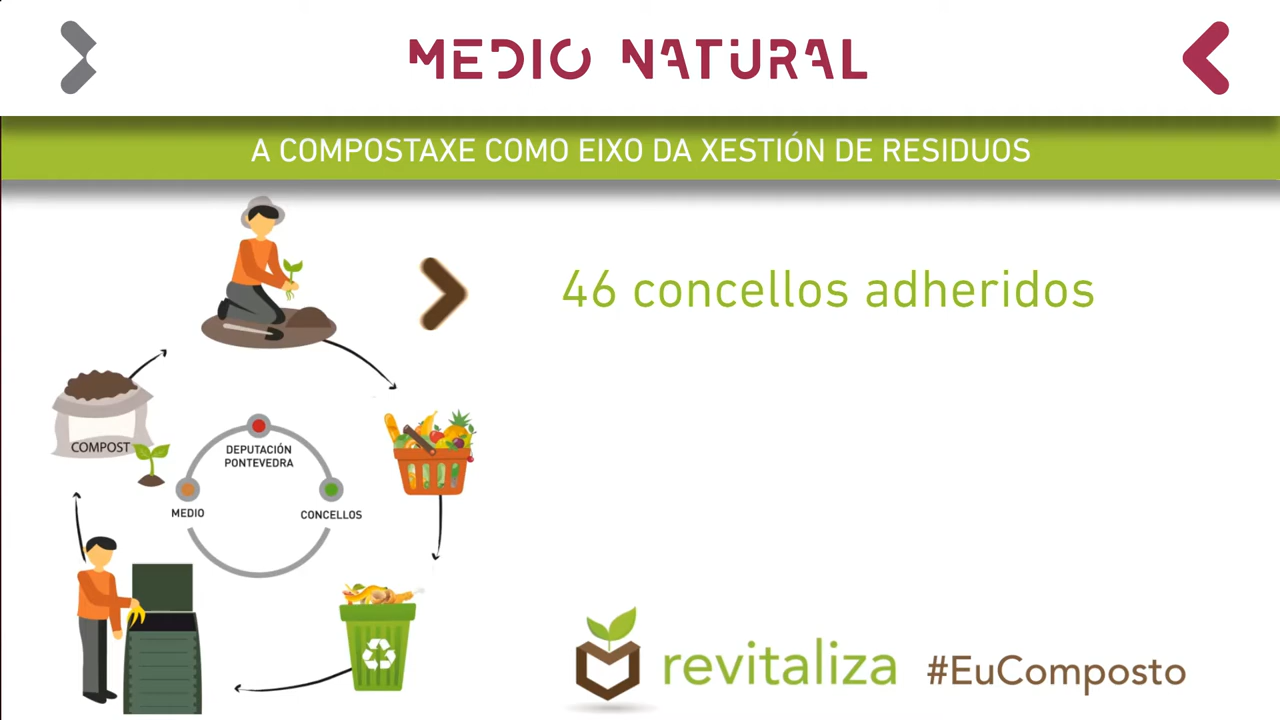 MEDIO NATURAL
A COMPOSTAXE COMO EIXO DA XESTIÓN DE RESIDUOS
46 concellos adheridos
COMPOST
DEPUTACIÓN
PONTEVEDRA
MEDIO
CONCELLOS
revitaliza #EuComposto